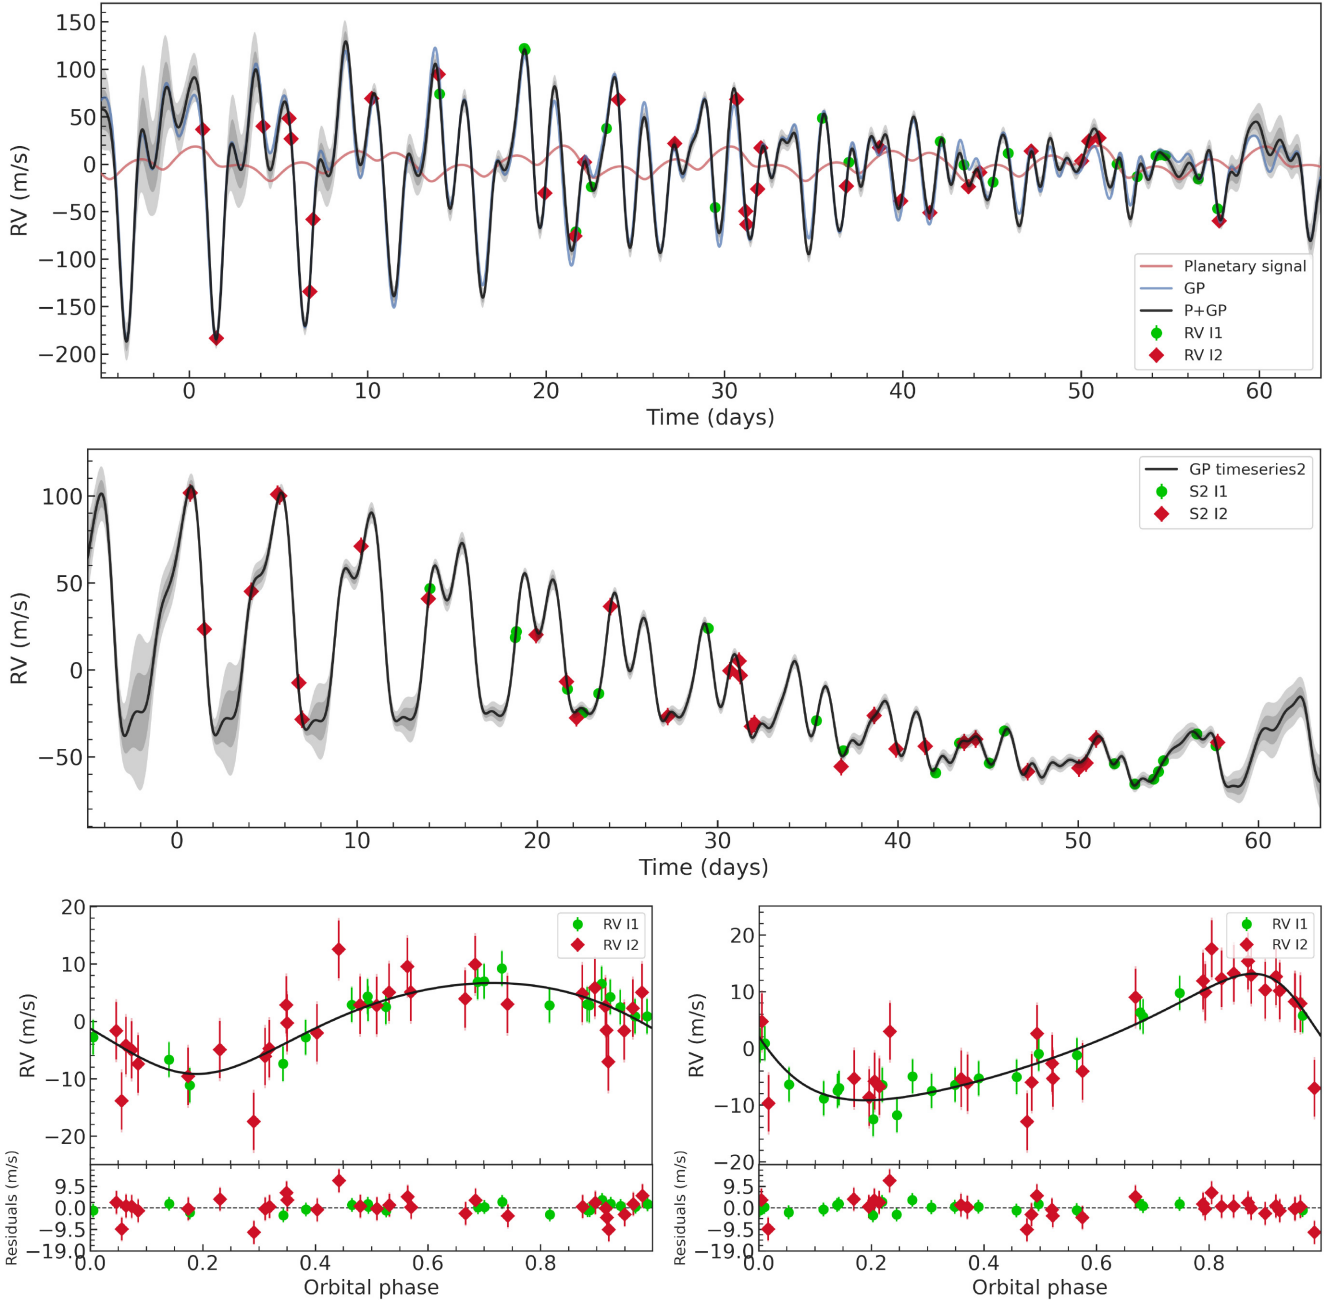 150
100
50
0
−50
−100
−150
−200
RV (m/s)
0 10 20 30 40 50 60
Time (days)
Planetary signal
GP
P+GP
RV I1
RV I2
100
50
0
−50
RV (m/s)
0 10 20 30 40 50 60
Time (days)
GP timeseries2
S2 I1
S2 I2
20
10
0
−10
−20
RV (m/s)
RV I1
RV I2
9.5
0.0
−9.5
−19.0
Residuals (m/s)
0.0 0.2 0.4 0.6 0.8
Orbital phase
20
10
0
−10
−20
RV (m/s)
RV I1
RV I2
9.5
0.0
−9.5
−19.0
Residuals (m/s)
0.0 0.2 0.4 0.6 0.8
Orbital phase